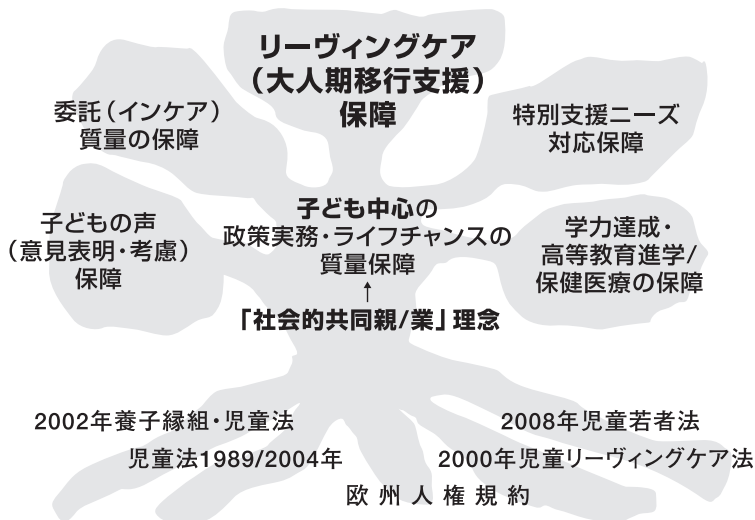 リーヴィングケア
（大人期移行支援）
保障
委託（インケア）
質量の保障
特別支援ニーズ
対応保障
子どもの声
（意見表明・考慮）
保障
子ども中心の
政策実務・ライフチャンスの
質量保障
↑
「社会的共同親/業」理念
学力達成・
高等教育進学/
保健医療の保障
2002年養子縁組・児童法
2008年児童若者法
児童法1989/2004年
2000年児童リーヴィングケア法
欧州人権規約